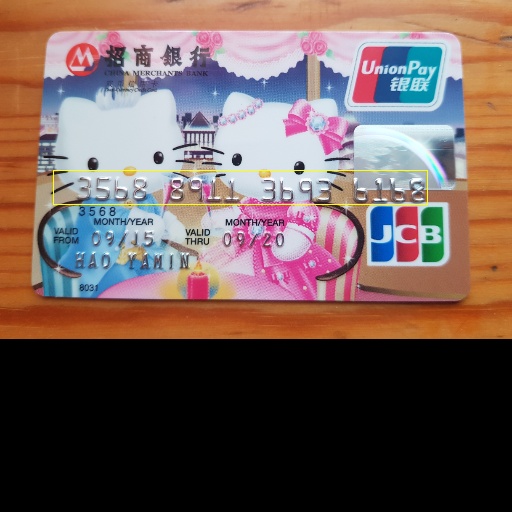 招商銀行
CHINA MERCHANTS BANK
UnionPay
银联
3568 8911 3693 6168
3568
MONTH/YEAR MONTH/YEAR
VALID FROM 09/15 VALID THRU 09/20
HAO YAMIN
JCB
8031